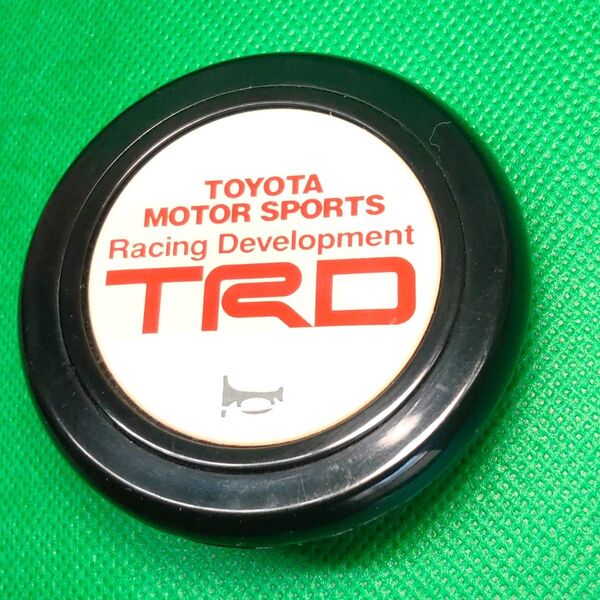 TOYOTA
MOTOR SPORTS
Racing Development
TRD